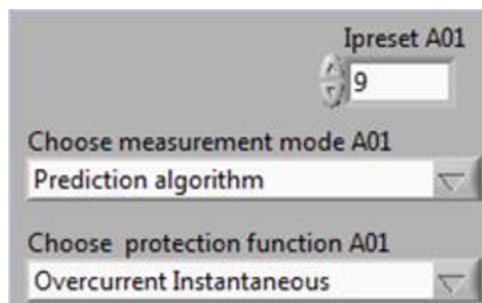 Ipreset A01
9
Choose measurement mode A01
Prediction algorithm
Choose protection function A01
Overcurrent Instantaneous